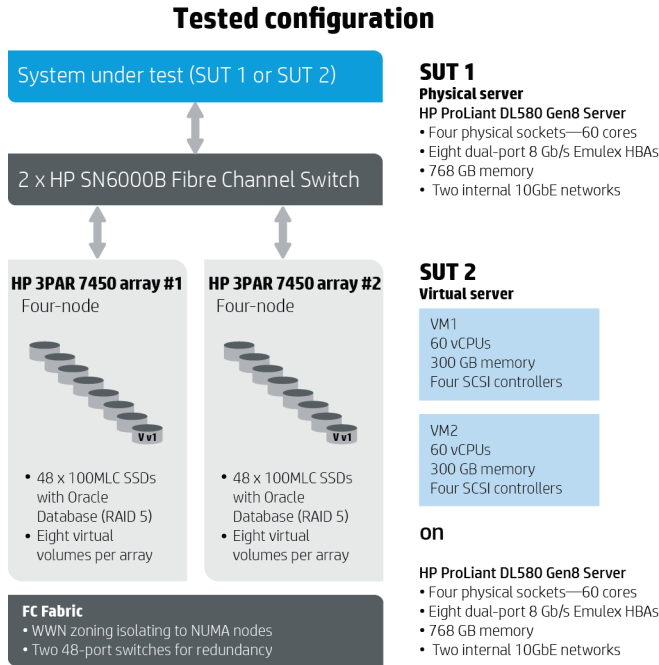 Tested configuration
System under test (SUT 1 or SUT 2)
2 x HP SN6000B Fibre Channel Switch
HP 3PAR 7450 array #1
Four-node
V v1
• 48 x 100MLC SSDs
with Oracle
Database (RAID 5)
• Eight virtual
volumes per array
HP 3PAR 7450 array #2
Four-node
V v1
• 48 x 100MLC SSDs
with Oracle
Database (RAID 5)
• Eight virtual
volumes per array
FC Fabric
• WWN zoning isolating to NUMA nodes
• Two 48-port switches for redundancy
SUT 1
Physical server
HP ProLiant DL580 Gen8 Server
• Four physical sockets—60 cores
• Eight dual-port 8 Gb/s Emulex HBAs
• 768 GB memory
• Two internal 10GbE networks
SUT 2
Virtual server
VM1
60 vCPUs
300 GB memory
Four SCSI controllers
VM2
60 vCPUs
300 GB memory
Four SCSI controllers
on
HP ProLiant DL580 Gen8 Server
• Four physical sockets—60 cores
• Eight dual-port 8 Gb/s Emulex HBAs
• 768 GB memory
• Two internal 10GbE networks